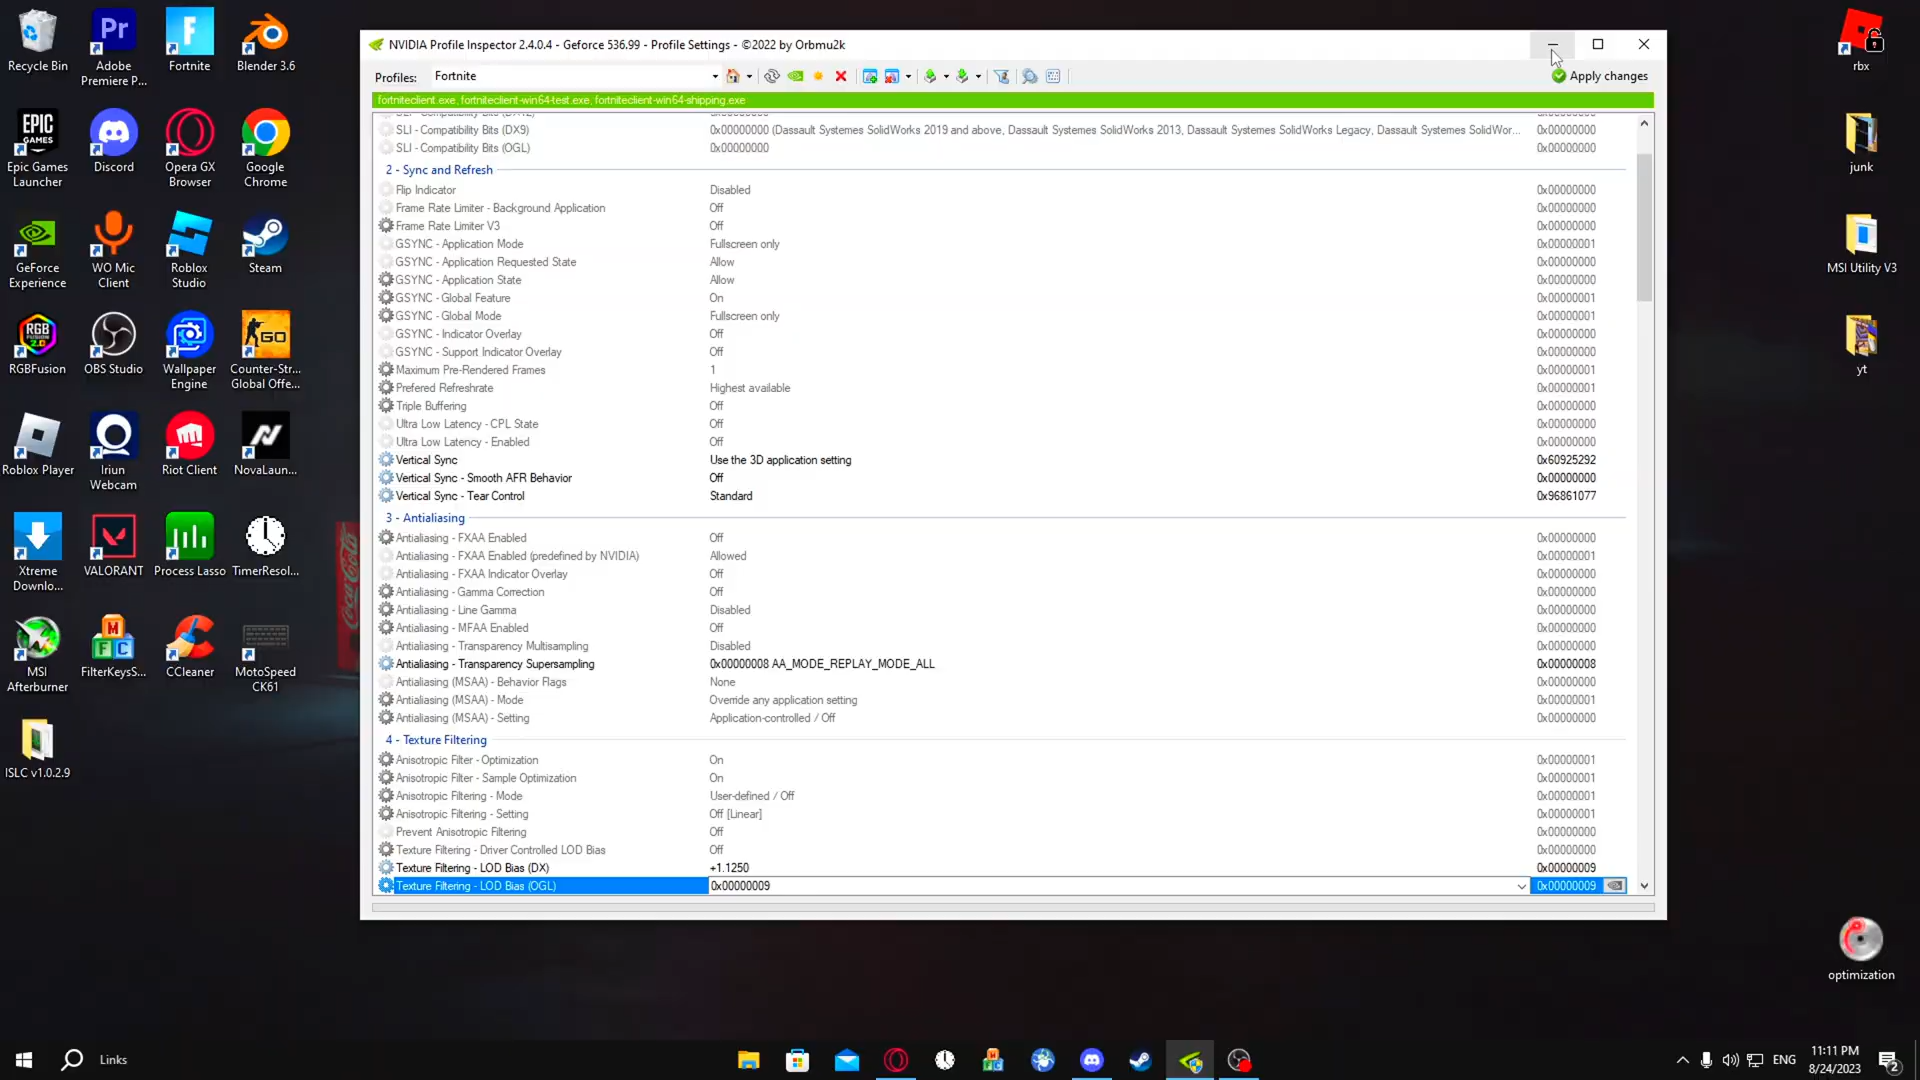 Recycle Bin
Adobe
Premiere P...
Fortnite
Blender 3.6
Epic Games
Launcher
Discord
Opera GX
Browser
Google
Chrome
GeForce
Experience
WO Mic
Client
Roblox
Studio
Steam
RGBFusion
OBS Studio
Wallpaper
Engine
Counter-Str...
Global Offe...
Roblox Player
Iriun
Webcam
Riot Client
NovaLaun...
Xtreme
Downlo...
VALORANT
Process Lasso
TimerResol...
MSI
Afterburner
FilterKeysS...
CCleaner
MotoSpeed
CK61
ISLC v1.0.2.9
NVIDIA Profile Inspector 2.4.0.4 - Geforce 536.99 - Profile Settings - ©2022 by Orbmu2k
Profiles: Fortnite
Apply changes
fortniteclient.exe, fortniteclient-win64-test.exe, fortniteclient-win64-shipping.exe
SLI - Compatibility Bits (DX9) 0x00000000 (Dassault Systemes SolidWorks 2019 and above, Dassault Systemes SolidWorks 2013, Dassault Systemes SolidWorks Legacy, Dassault Systemes SolidWor... 0x00000000
SLI - Compatibility Bits (OGL) 0x00000000 0x00000000
2 - Sync and Refresh
Flip Indicator Disabled 0x00000000
Frame Rate Limiter - Background Application Off 0x00000000
Frame Rate Limiter V3 Off 0x00000000
GSYNC - Application Mode Fullscreen only 0x00000001
GSYNC - Application Requested State Allow 0x00000000
GSYNC - Application State Allow 0x00000000
GSYNC - Global Feature On 0x00000001
GSYNC - Global Mode Fullscreen only 0x00000001
GSYNC - Indicator Overlay Off 0x00000000
GSYNC - Support Indicator Overlay Off 0x00000000
Maximum Pre-Rendered Frames 1 0x00000001
Prefered Refreshrate Highest available 0x00000001
Triple Buffering Off 0x00000000
Ultra Low Latency - CPL State Off 0x00000000
Ultra Low Latency - Enabled Off 0x00000000
Vertical Sync Use the 3D application setting 0x60925292
Vertical Sync - Smooth AFR Behavior Off 0x00000000
Vertical Sync - Tear Control Standard 0x96861077
3 - Antialiasing
Antialiasing - FXAA Enabled Off 0x00000000
Antialiasing - FXAA Enabled (predefined by NVIDIA) Allowed 0x00000001
Antialiasing - FXAA Indicator Overlay Off 0x00000000
Antialiasing - Gamma Correction Off 0x00000000
Antialiasing - Line Gamma Disabled 0x00000000
Antialiasing - MFAA Enabled Off 0x00000000
Antialiasing - Transparency Multisampling Disabled 0x00000000
Antialiasing - Transparency Supersampling 0x00000008 AA_MODE_REPLAY_MODE_ALL 0x00000008
Antialiasing (MSAA) - Behavior Flags None 0x00000000
Antialiasing (MSAA) - Mode Override any application setting 0x00000001
Antialiasing (MSAA) - Setting Application-controlled / Off 0x00000000
4 - Texture Filtering
Anisotropic Filter - Optimization On 0x00000001
Anisotropic Filter - Sample Optimization On 0x00000001
Anisotropic Filtering - Mode User-defined / Off 0x00000001
Anisotropic Filtering - Setting Off [Linear] 0x00000001
Prevent Anisotropic Filtering Off 0x00000000
Texture Filtering - Driver Controlled LOD Bias Off 0x00000000
Texture Filtering - LOD Bias (DX) +1.1250 0x00000009
Texture Filtering - LOD Bias (OGL) 0x00000009 0x00000009
rbx
junk
MSI Utility V3
yt
optimization
Links
ENG
11:11 PM
8/24/2023
2